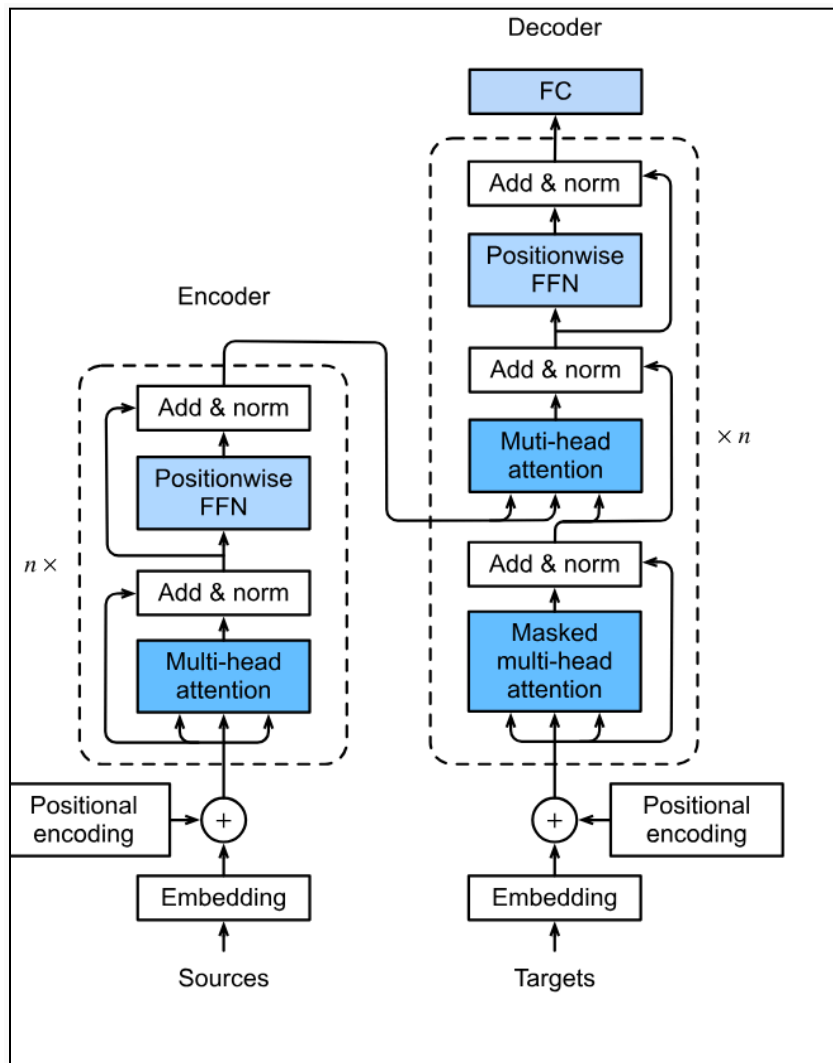 Decoder
FC
Add & norm
Positionwise
FFN
Add & norm
Muti-head
attention
× n
Add & norm
Masked
multi-head
attention
Positional
encoding
+
Embedding
Targets
Encoder
Add & norm
Positionwise
FFN
n ×
Add & norm
Multi-head
attention
Positional
encoding
+
Embedding
Sources